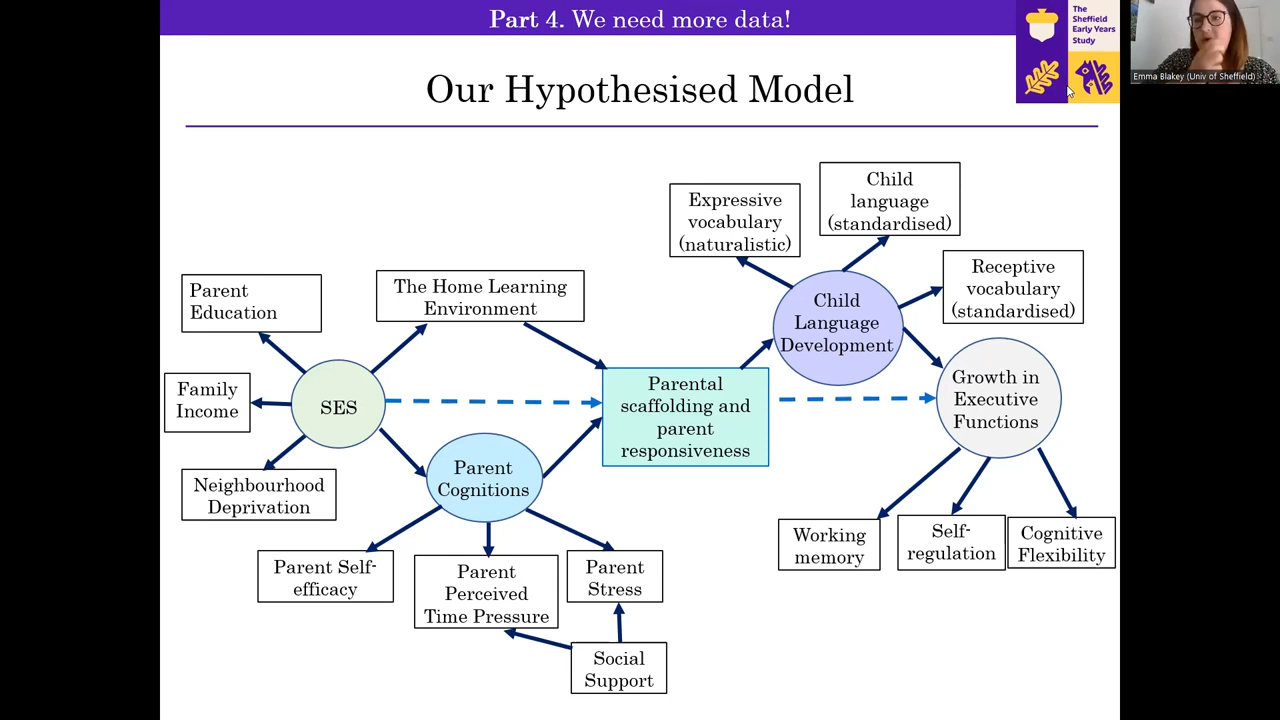 Part 4. We need more data!
The
Sheffield
Early Years
Study
Emma Blakey (Univ of Sheffield)
Our Hypothesised Model
Child
language
(standardised)
Expressive
vocabulary
(naturalistic)
Receptive
vocabulary
(standardised)
Parent
Education
The Home Learning
Environment
Child
Language
Development
Family
Income
SES
Parental
scaffolding and
parent
responsiveness
Growth in
Executive
Functions
Neighbourhood
Deprivation
Parent
Cognitions
Working
memory
Self-
regulation
Cognitive
Flexibility
Parent Self-
efficacy
Parent
Perceived
Time Pressure
Parent
Stress
Social
Support